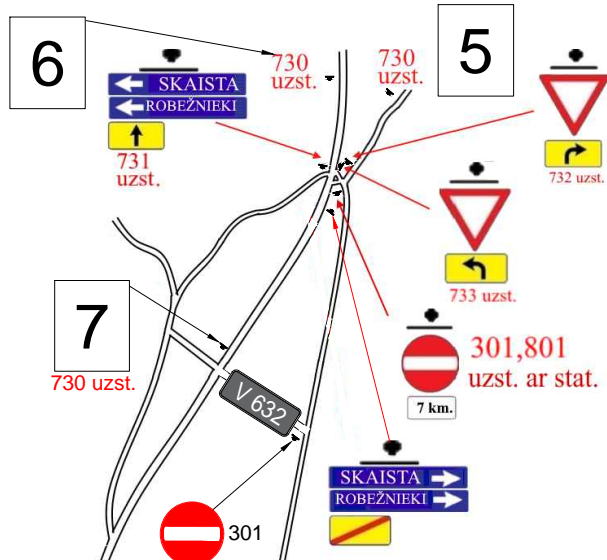 6
730
uzst.
730
uzst.
5
SKAISTA
ROBEŽNIEKI
731
uzst.
732 uzst.
733 uzst.
7
730 uzst.
301,801
uzst. ar stat.
7 km.
V 632
SKAISTA
ROBEŽNIEKI
301